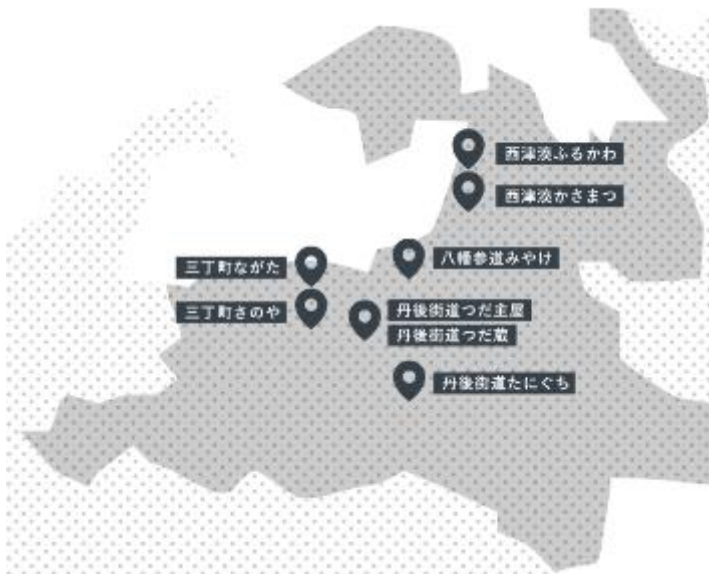 西津湊ふるかわ
西津湊かさまつ
八幡参道みやけ
三丁町ながた
三丁町さのや
丹後街道つだ主屋
丹後街道つだ蔵
丹後街道たにぐち